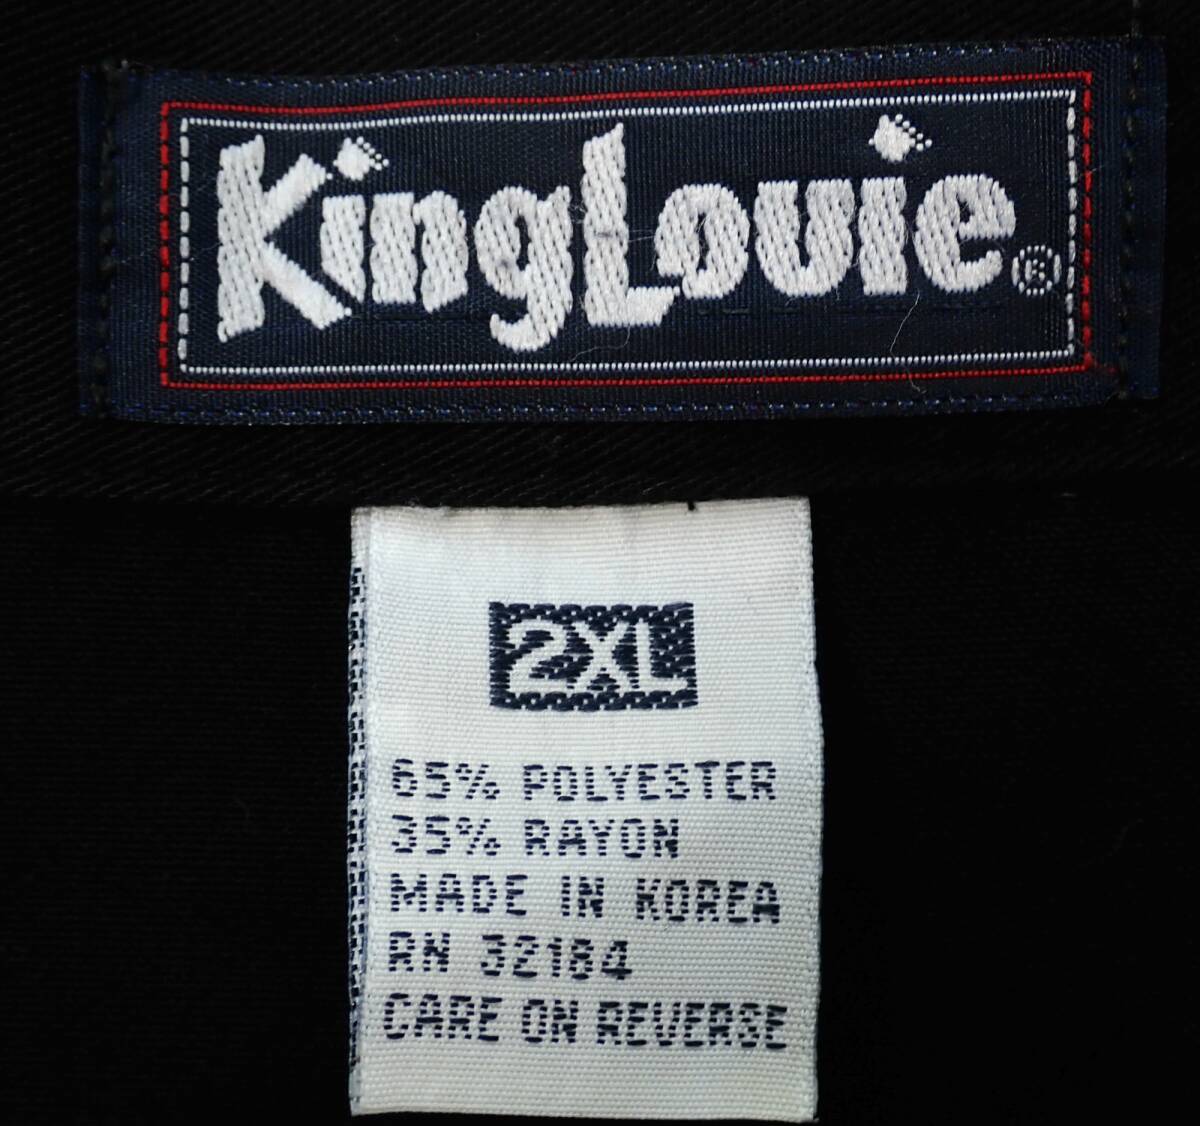 KingLouie®
2XL
65% POLYESTER
35% RAYON
MADE IN KOREA
RN 32184
CARE ON REVERSE